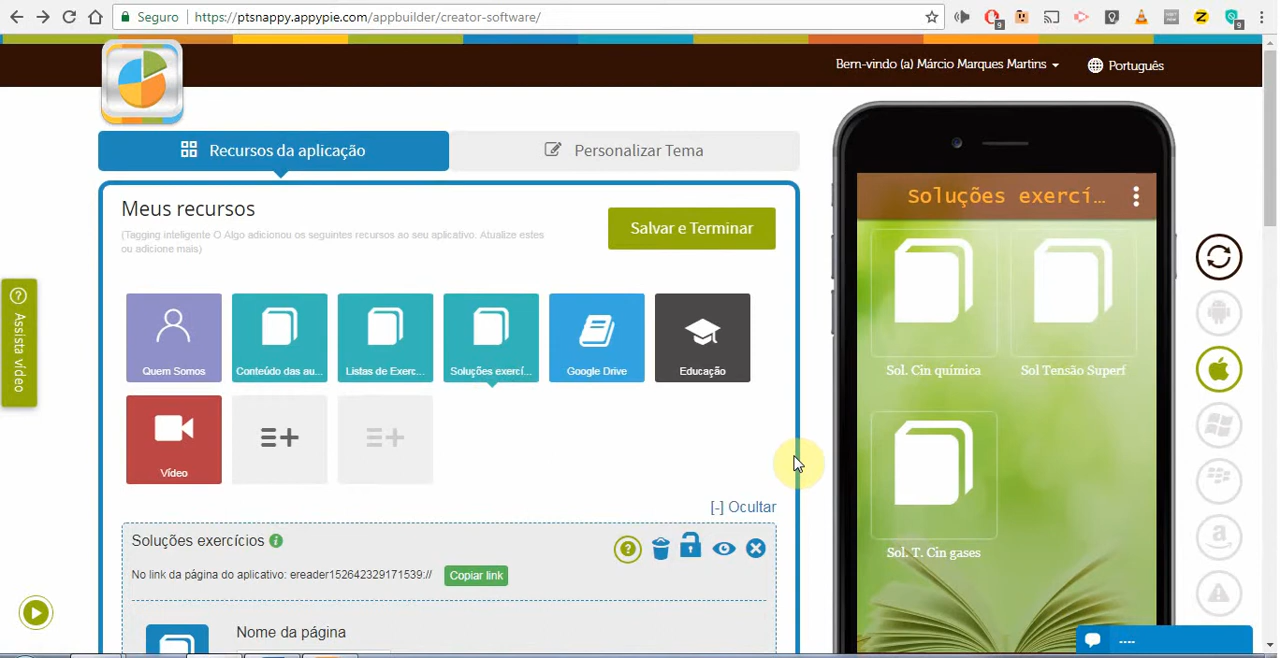 Seguro
https://ptsnappy.appypie.com/appbuilder/creator-software/
9
9
Bem-vindo (a) Márcio Marques Martins
Português
Recursos da aplicação
Personalizar Tema
Meus recursos
(Tagging inteligente O Algo adicionou os seguintes recursos ao seu aplicativo. Atualize estes
ou adicione mais)
Salvar e Terminar
Assista vídeo
Quem Somos
Conteúdo das au...
Listas de Exerc...
Soluções exercí...
Google Drive
Educação
Vídeo
[-] Ocultar
Soluções exercícios
No link da página do aplicativo: ereader152642329171539://
Copiar link
Nome da página
Soluções exercí...
Sol. Cin química
Sol Tensão Superf
Sol. T. Cin gases
----